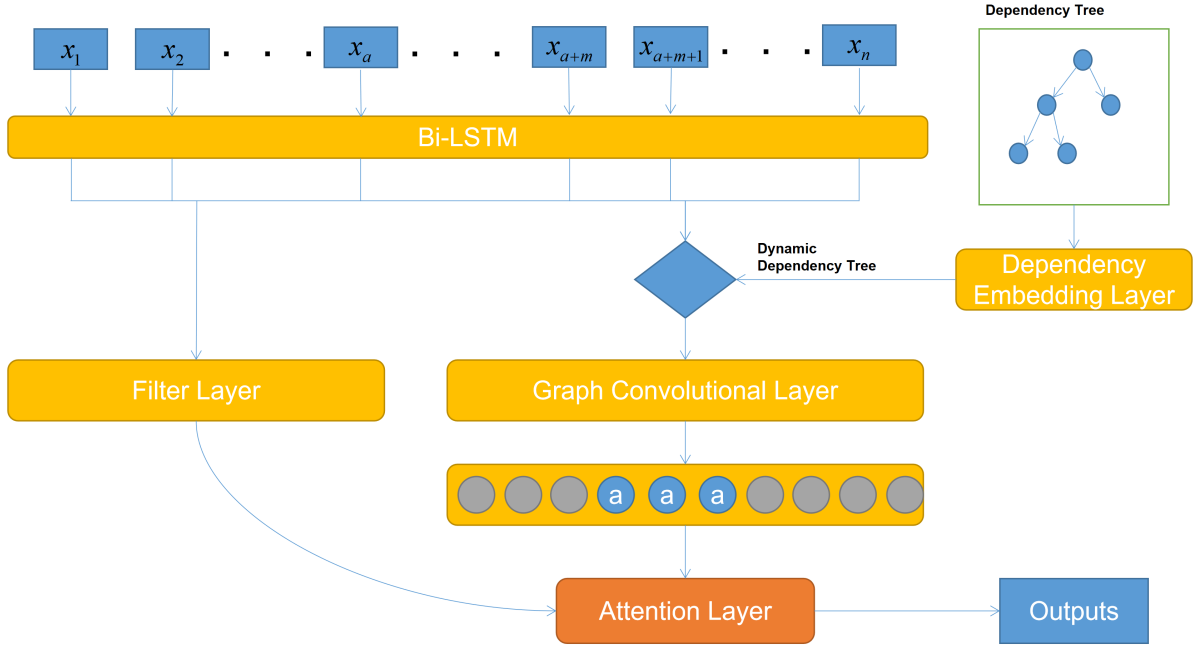 Dependency Tree
x₁ x₂ . . . xₐ . . . xₐ₊ₘ xₐ₊ₘ₊₁ . . . xₙ
Bi-LSTM
Dynamic
Dependency Tree
Dependency
Embedding Layer
Filter Layer
Graph Convolutional Layer
a a a
Attention Layer
Outputs